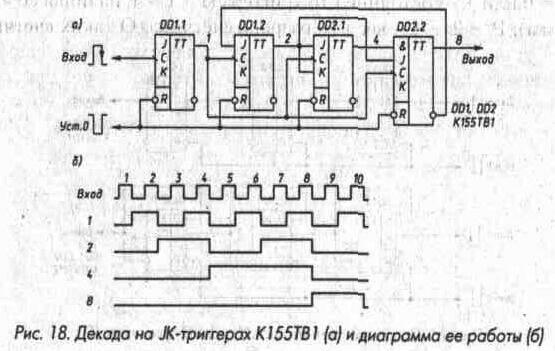 а) DD1.1 DD1.2 DD2.1 DD2.2
J TT J TT 2 J TT 4 & TT 8
Вход C C C J Выход
K K K C
K
R R R R
DD1, DD2
К155ТВ1
Уст.0
б)
1 2 3 4 5 6 7 8 9 10
Вход
1
2
4
8
Рис. 18. Декада на JK-триггерах К155ТВ1 (а) и диаграмма ее работы (б)